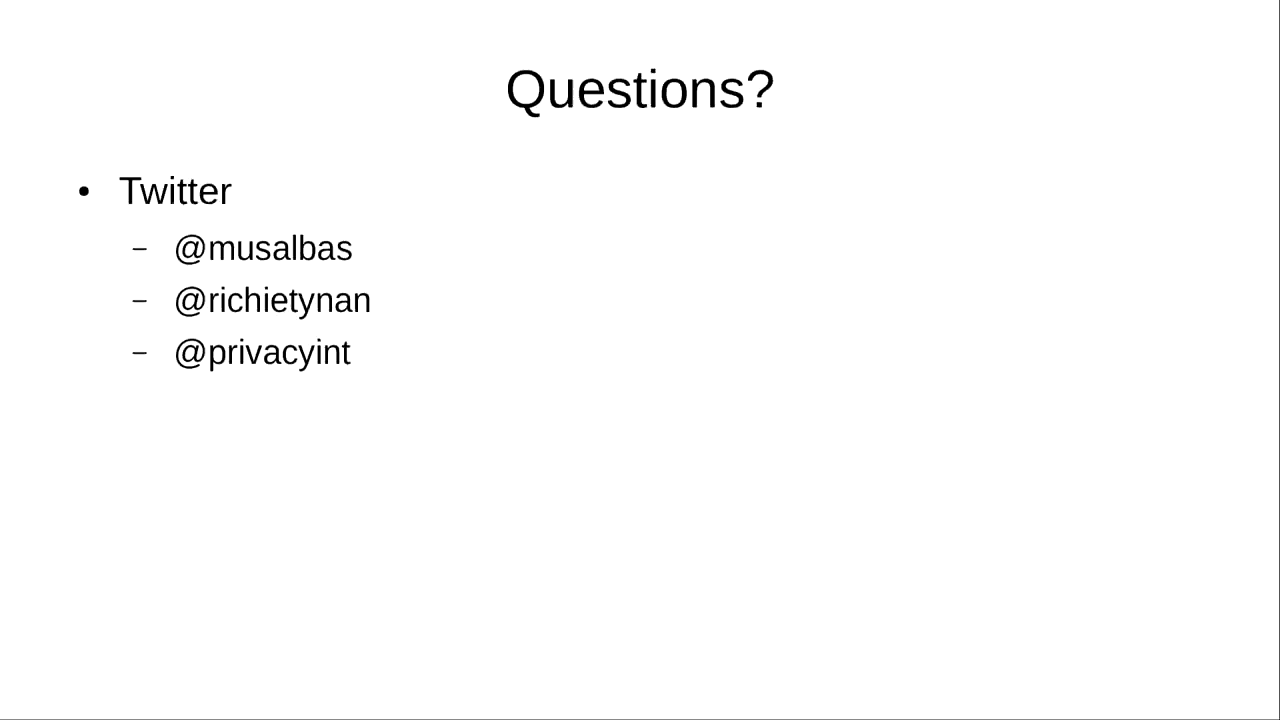 Questions?
• Twitter
– @musalbas
– @richietynan
– @privacyint